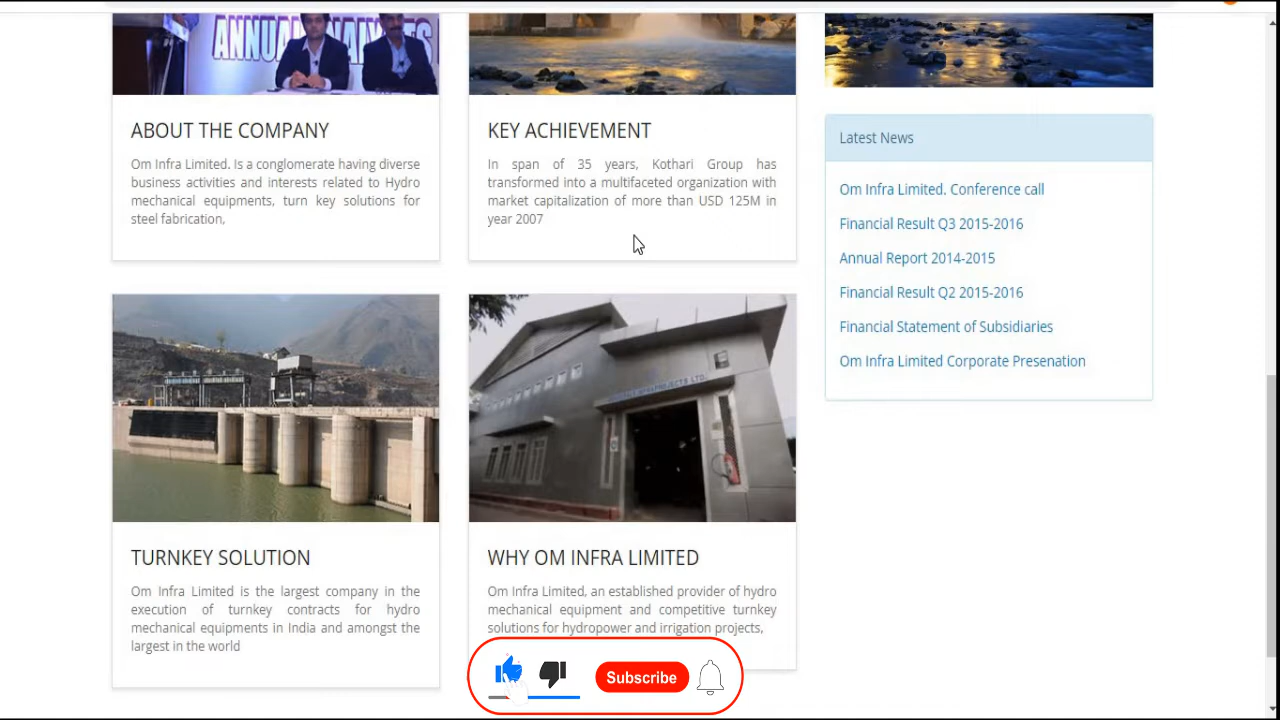 ANNUAL
ABOUT THE COMPANY
Om Infra Limited. Is a conglomerate having diverse
business activities and interests related to Hydro
mechanical equipments, turn key solutions for
steel fabrication,
KEY ACHIEVEMENT
In span of 35 years, Kothari Group has
transformed into a multifaceted organization with
market capitalization of more than USD 125M in
year 2007
Latest News
Om Infra Limited. Conference call
Financial Result Q3 2015-2016
Annual Report 2014-2015
Financial Result Q2 2015-2016
Financial Statement of Subsidiaries
Om Infra Limited Corporate Presenation
TURNKEY SOLUTION
Om Infra Limited is the largest company in the
execution of turnkey contracts for hydro
mechanical equipments in India and amongst the
largest in the world
WHY OM INFRA LIMITED
Om Infra Limited, an established provider of hydro
mechanical equipment and competitive turnkey
solutions for hydropower and irrigation projects,
Subscribe